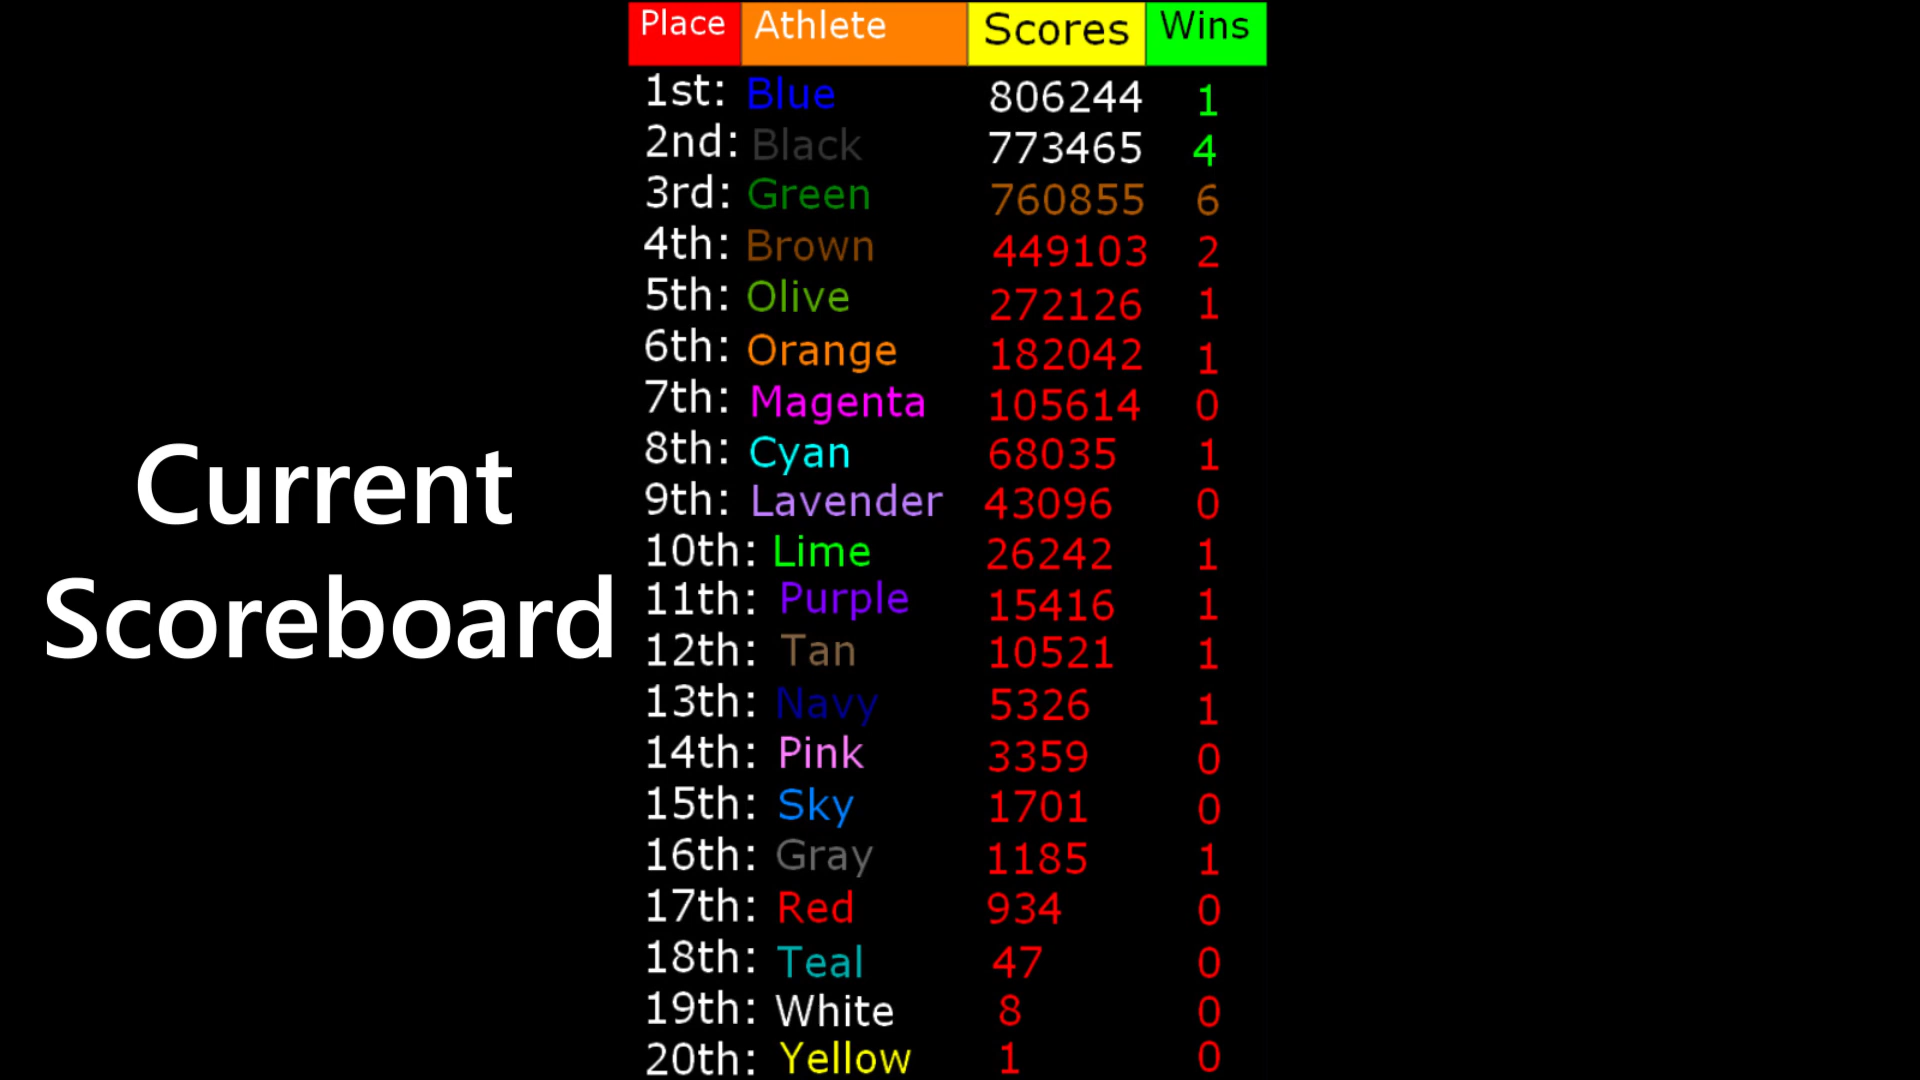 Current
Scoreboard
Place Athlete Scores Wins
1st: Blue 806244 1
2nd: Black 773465 4
3rd: Green 760855 6
4th: Brown 449103 2
5th: Olive 272126 1
6th: Orange 182042 1
7th: Magenta 105614 0
8th: Cyan 68035 1
9th: Lavender 43096 0
10th: Lime 26242 1
11th: Purple 15416 1
12th: Tan 10521 1
13th: Navy 5326 1
14th: Pink 3359 0
15th: Sky 1701 0
16th: Gray 1185 1
17th: Red 934 0
18th: Teal 47 0
19th: White 8 0
20th: Yellow 1 0